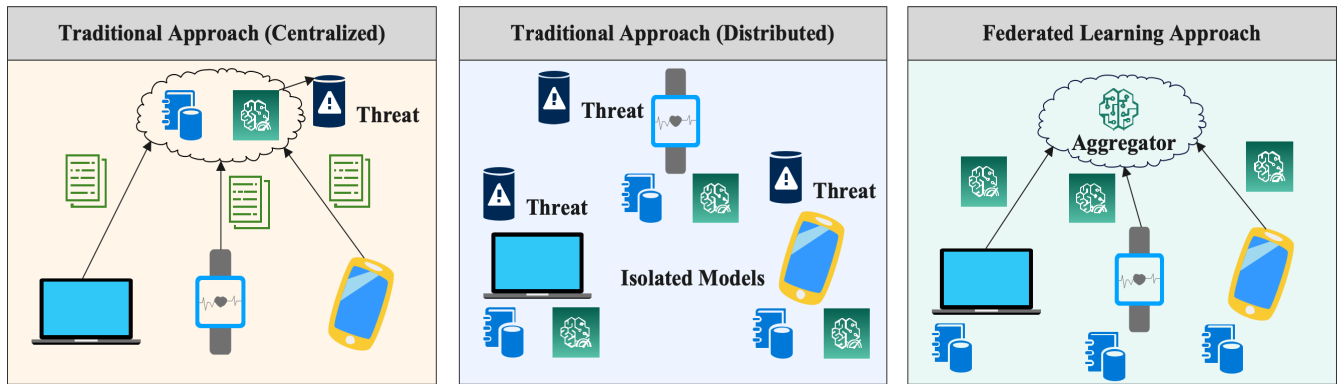 Traditional Approach (Centralized)
Threat
Traditional Approach (Distributed)
Threat
Threat
Threat
Isolated Models
Federated Learning Approach
Aggregator